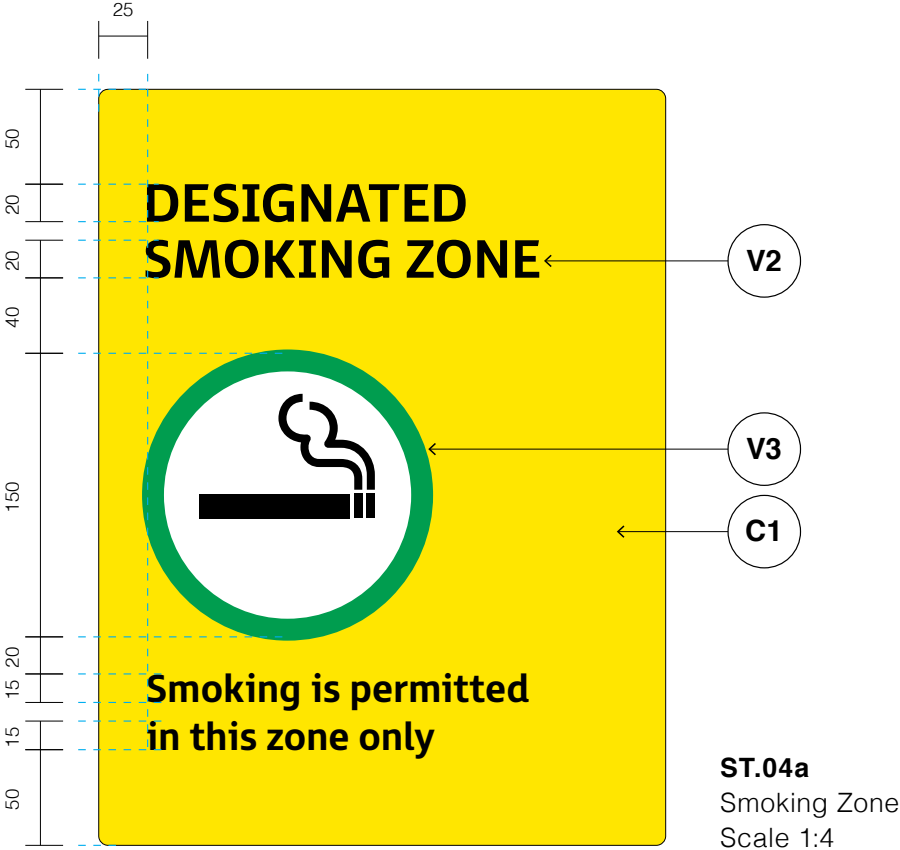 25
50
20
20
40
150
20
15
15
50
DESIGNATED
SMOKING ZONE
V2
V3
C1
Smoking is permitted
in this zone only
ST.04a
Smoking Zone
Scale 1:4